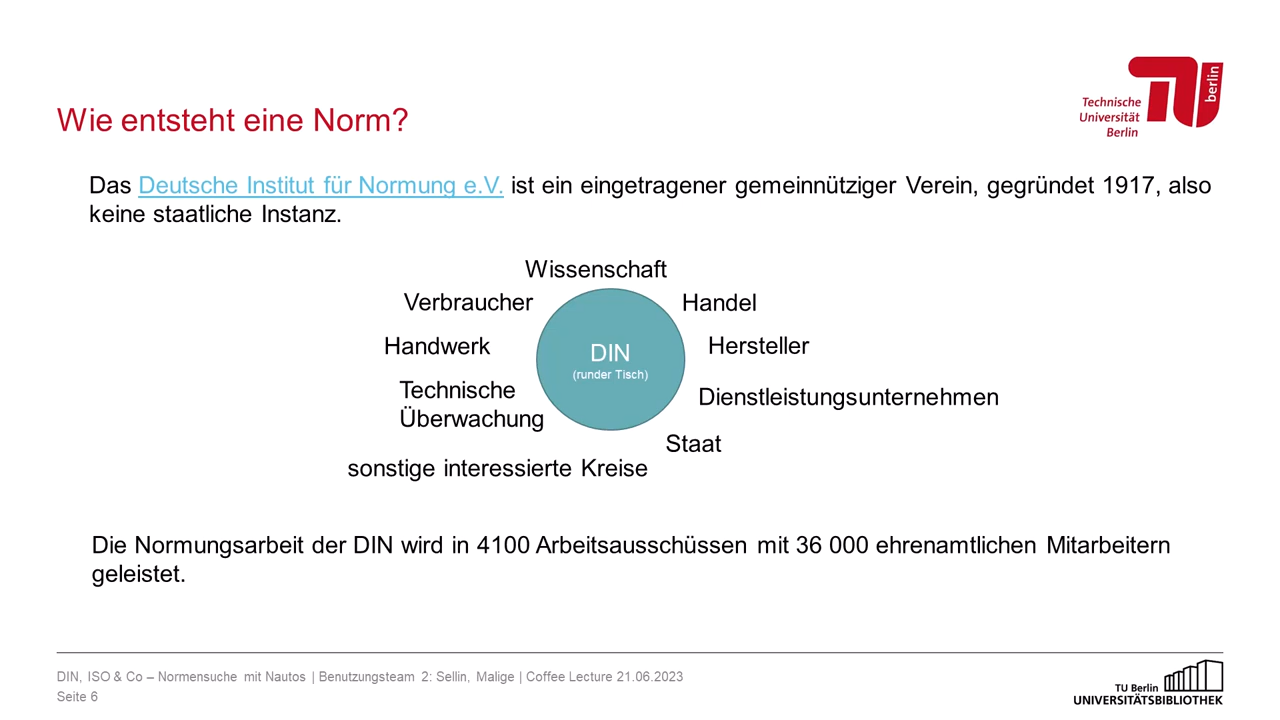 Technische
Universität
Berlin
berlin
Wie entsteht eine Norm?
Das Deutsche Institut für Normung e.V. ist ein eingetragener gemeinnütziger Verein, gegründet 1917, also
keine staatliche Instanz.
Wissenschaft
Verbraucher
Handel
Handwerk
DIN
(runder Tisch)
Hersteller
Technische
Überwachung
Dienstleistungsunternehmen
Staat
sonstige interessierte Kreise
Die Normungsarbeit der DIN wird in 4100 Arbeitsausschüssen mit 36 000 ehrenamtlichen Mitarbeitern
geleistet.
DIN, ISO & Co – Normensuche mit Nautos | Benutzungsteam 2: Sellin, Malige | Coffee Lecture 21.06.2023
Seite 6
TU Berlin
UNIVERSITÄTSBIBLIOTHEK